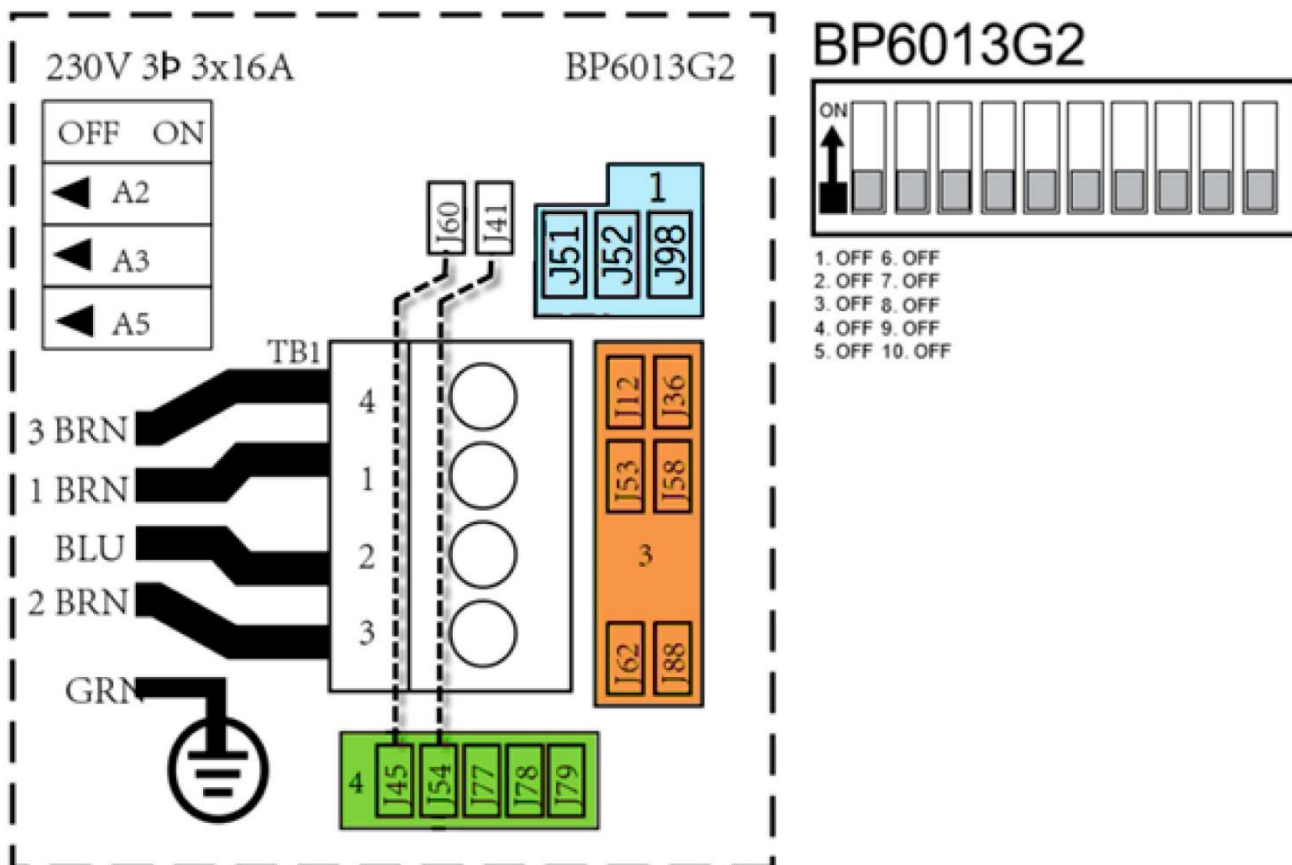 230V 3Þ 3x16A
BP6013G2
OFF ON
A2
A3
A5
J60
J41
1
J51
J52
J98
TB1
3 BRN
1 BRN
BLU
2 BRN
GRN
4
1
2
3
J12
J36
J53
J58
3
J62
J88
4
J45
J54
J77
J78
J79
BP6013G2
ON
1. OFF 6. OFF
2. OFF 7. OFF
3. OFF 8. OFF
4. OFF 9. OFF
5. OFF 10. OFF